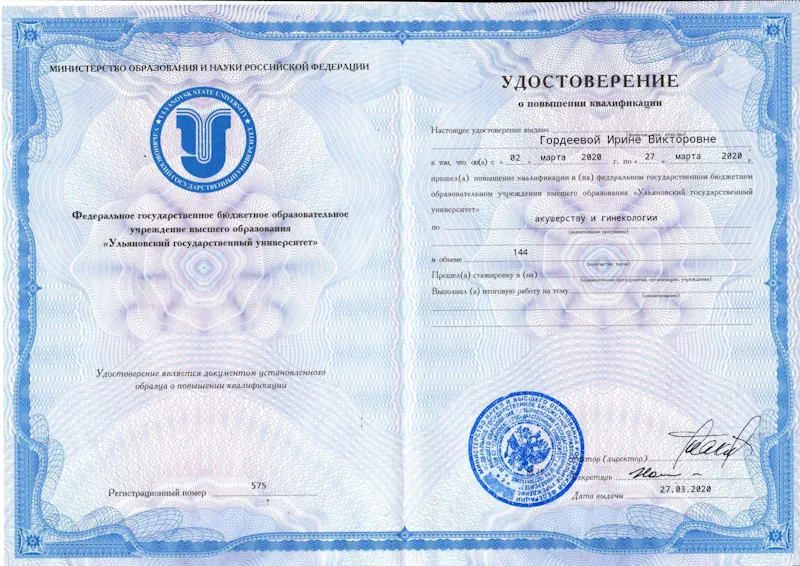 МИНИСТЕРСТВО ОБРАЗОВАНИЯ И НАУКИ РОССИЙСКОЙ ФЕДЕРАЦИИ
ULYANOVSK STATE UNIVERSITY
УЛЬЯНОВСКИЙ ГОСУДАРСТВЕННЫЙ УНИВЕРСИТЕТ
Федеральное государственное бюджетное образовательное
учреждение высшего образования
«Ульяновский государственный университет»
Удостоверение является документом установленного
образца о повышении квалификации
Регистрационный номер 575
УДОСТОВЕРЕНИЕ
о повышении квалификации
Настоящее удостоверение выдано
Гордеевой Ирине Викторовне
в том, что он(а) с « 02 » марта 2020 г. по « 27 » марта 2020 г.
прошел(а) повышение квалификации в (на) федеральном государственном бюджетном
образовательном учреждении высшего образования «Ульяновский государственный
университет»
по акушерству и гинекологии
(наименование программы)
в объеме 144
(количество часов)
Прошел(а) стажировку в (на)
(наименование предприятия, организации, учреждения)
Выполнил (а) итоговую работу на тему
(наименование)
(директор)
Секретарь
Дата выдачи 27.03.2020